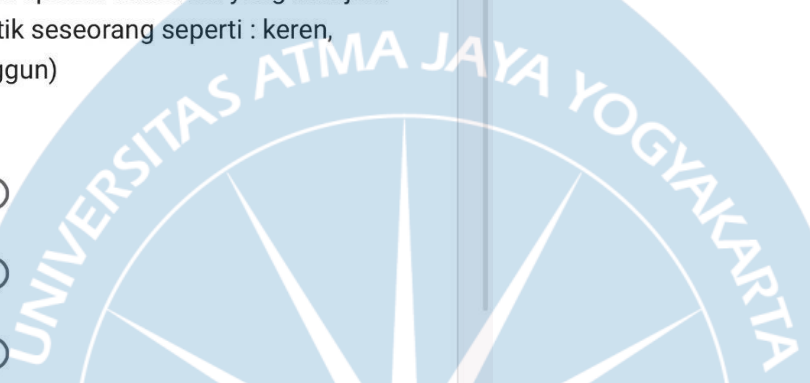 tik seseorang seperti : keren,
ggun)
UNIVERSITAS ATMA JAYA YOGYAKARTA